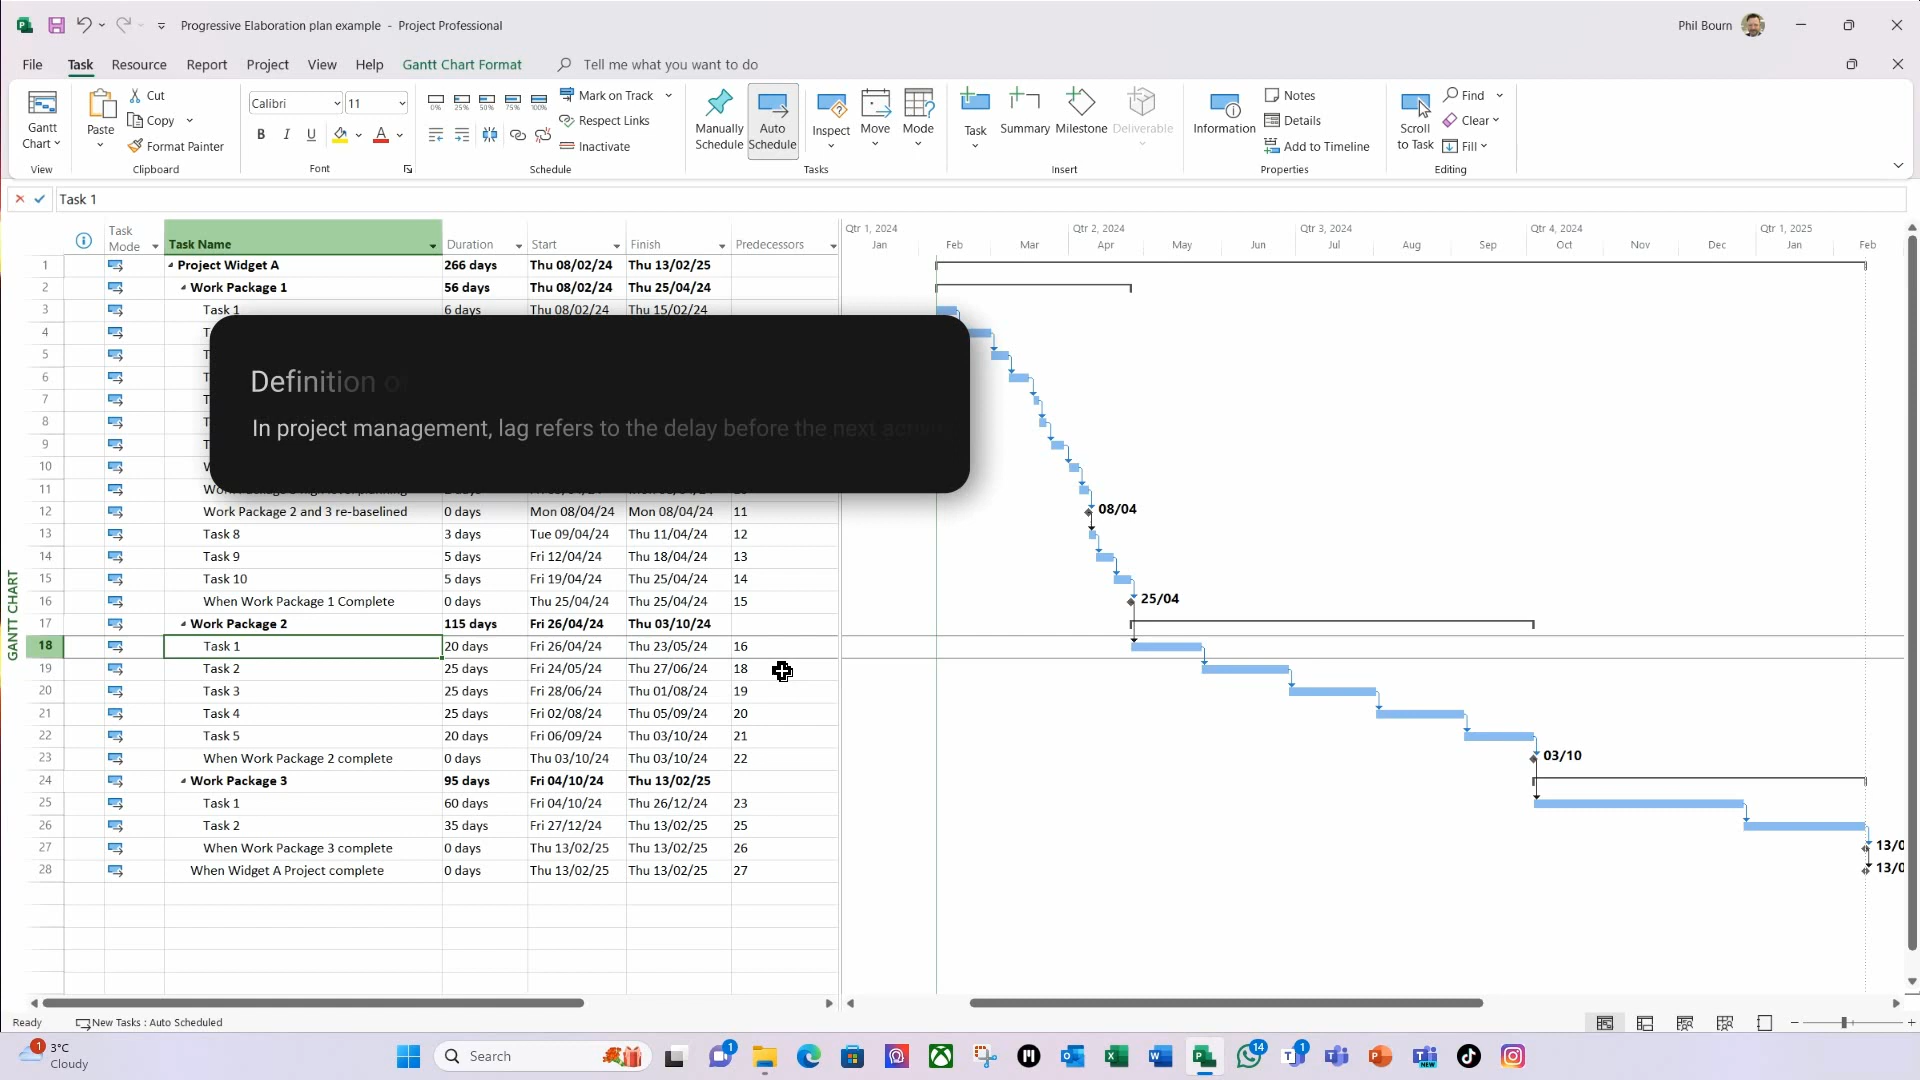 Progressive Elaboration plan example - Project Professional
Phil Bourn
File Task Resource Report Project View Help Gantt Chart Format Tell me what you want to do
Gantt Chart
View
Paste
Cut
Copy
Format Painter
Clipboard
Calibri 11
B I U A
Font
0% 25% 50% 75% 100%
Mark on Track
Respect Links
Inactivate
Schedule
Manually Schedule
Auto Schedule
Inspect
Move
Mode
Tasks
Task
Summary
Milestone
Deliverable
Insert
Information
Notes
Details
Add to Timeline
Properties
Scroll to Task
Find
Clear
Fill
Editing
Task 1
Task Mode Task Name Duration Start Finish Predecessors
Qtr 1, 2024 Qtr 2, 2024 Qtr 3, 2024 Qtr 4, 2024 Qtr 1, 2025
Jan Feb Mar Apr May Jun Jul Aug Sep Oct Nov Dec Jan Feb
GANTT CHART
1 Project Widget A 266 days Thu 08/02/24 Thu 13/02/25
2 Work Package 1 56 days Thu 08/02/24 Thu 25/04/24
3 Task 1 6 days Thu 08/02/24 Thu 15/02/24
4
5
6
7
8
9
10
11
Definition
In project management, lag refers to the delay before the next
12 Work Package 2 and 3 re-baselined 0 days Mon 08/04/24 Mon 08/04/24 11
08/04
13 Task 8 3 days Tue 09/04/24 Thu 11/04/24 12
14 Task 9 5 days Fri 12/04/24 Thu 18/04/24 13
15 Task 10 5 days Fri 19/04/24 Thu 25/04/24 14
16 When Work Package 1 Complete 0 days Thu 25/04/24 Thu 25/04/24 15
25/04
17 Work Package 2 115 days Fri 26/04/24 Thu 03/10/24
18 Task 1 20 days Fri 26/04/24 Thu 23/05/24 16
19 Task 2 25 days Fri 24/05/24 Thu 27/06/24 18
20 Task 3 25 days Fri 28/06/24 Thu 01/08/24 19
21 Task 4 25 days Fri 02/08/24 Thu 05/09/24 20
22 Task 5 20 days Fri 06/09/24 Thu 03/10/24 21
23 When Work Package 2 complete 0 days Thu 03/10/24 Thu 03/10/24 22
03/10
24 Work Package 3 95 days Fri 04/10/24 Thu 13/02/25
25 Task 1 60 days Fri 04/10/24 Thu 26/12/24 23
26 Task 2 35 days Fri 27/12/24 Thu 13/02/25 25
27 When Work Package 3 complete 0 days Thu 13/02/25 Thu 13/02/25 26
13/0
28 When Widget A Project complete 0 days Thu 13/02/25 Thu 13/02/25 27
13/0
Ready New Tasks : Auto Scheduled
1
3°C
Cloudy
Search
1
14
1
NEW